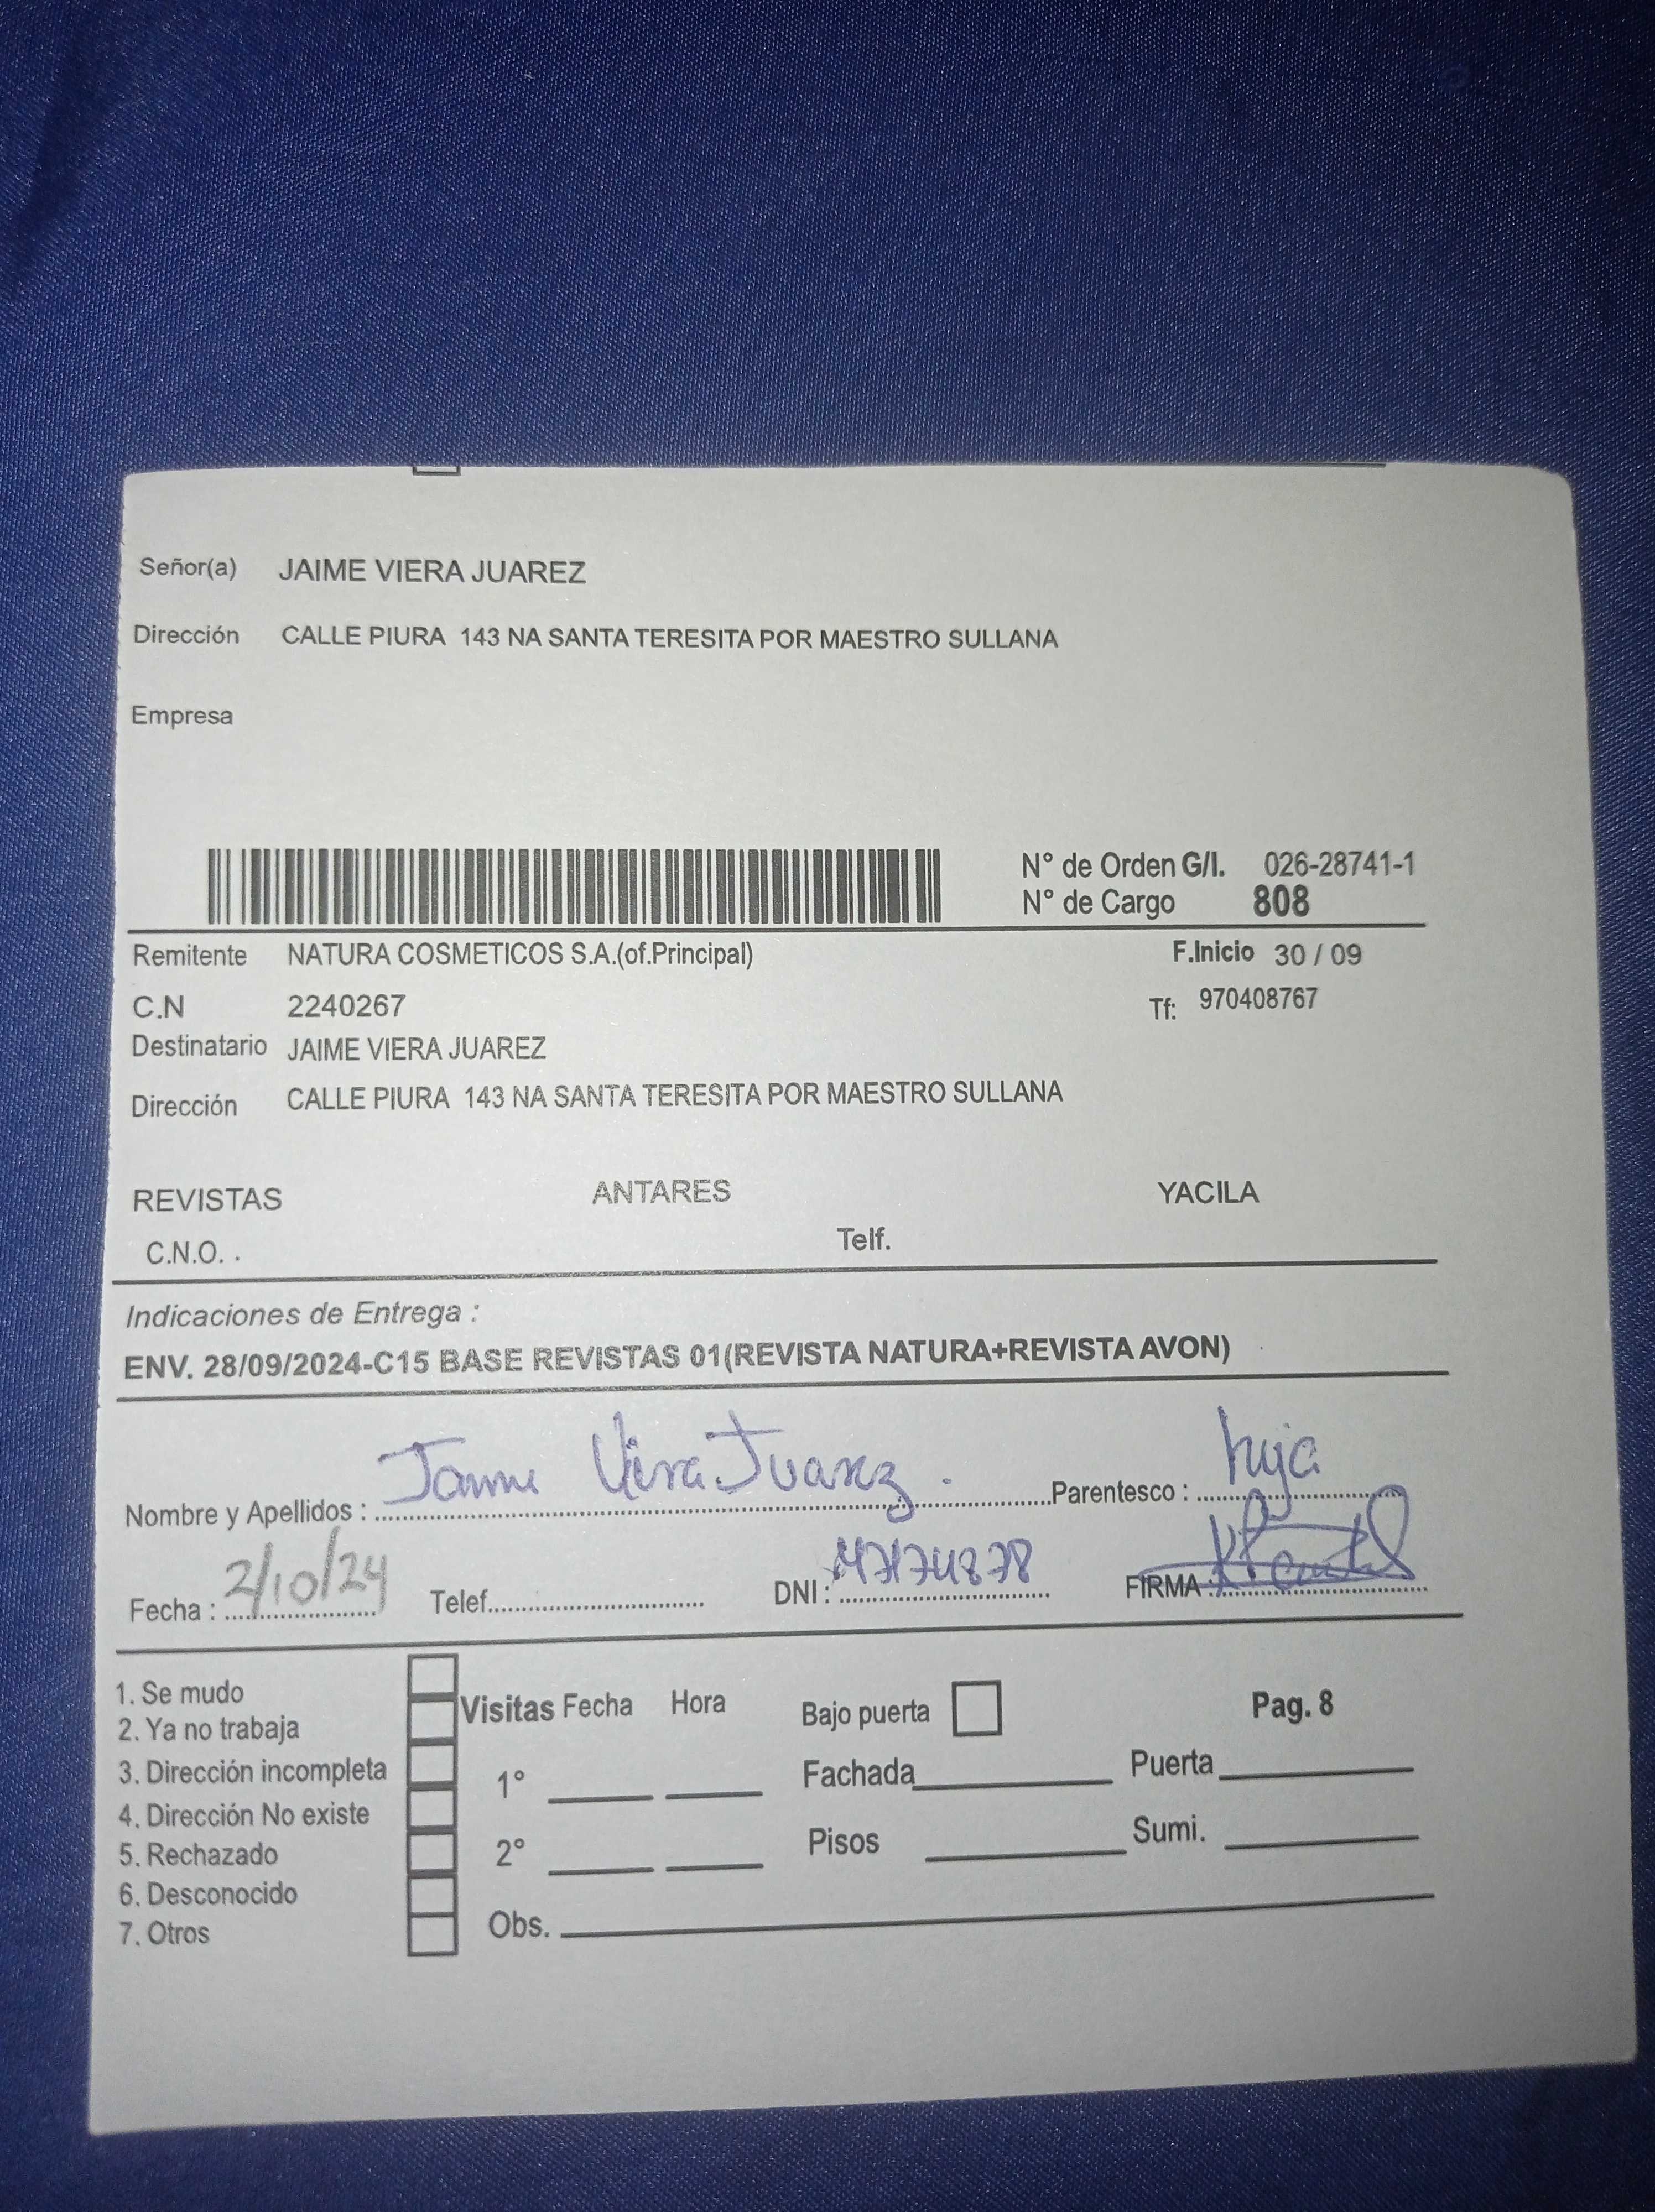 Señor(a) JAIME VIERA JUAREZ
Dirección CALLE PIURA 143 NA SANTA TERESITA POR MAESTRO SULLANA
Empresa
N° de Orden G/I. 026-28741-1
N° de Cargo 808
Remitente NATURA COSMETICOS S.A.(of.Principal) F.Inicio 30 / 09
C.N 2240267 Tf: 970408767
Destinatario JAIME VIERA JUAREZ
Dirección CALLE PIURA 143 NA SANTA TERESITA POR MAESTRO SULLANA
REVISTAS ANTARES YACILA
C.N.O. . Telf.
Indicaciones de Entrega :
ENV. 28/09/2024-C15 BASE REVISTAS 01(REVISTA NATURA+REVISTA AVON)
Nombre y Apellidos : Jaime Viera Juarez . Parentesco : hija
Fecha : 2/10/24 Telef. DNI : 47174878 FIRMA :
1. Se mudo
2. Ya no trabaja
3. Dirección incompleta
4. Dirección No existe
5. Rechazado
6. Desconocido
7. Otros
Visitas Fecha Hora
1°
2°
Obs.
Bajo puerta Pag. 8
Fachada Puerta
Pisos Sumi.